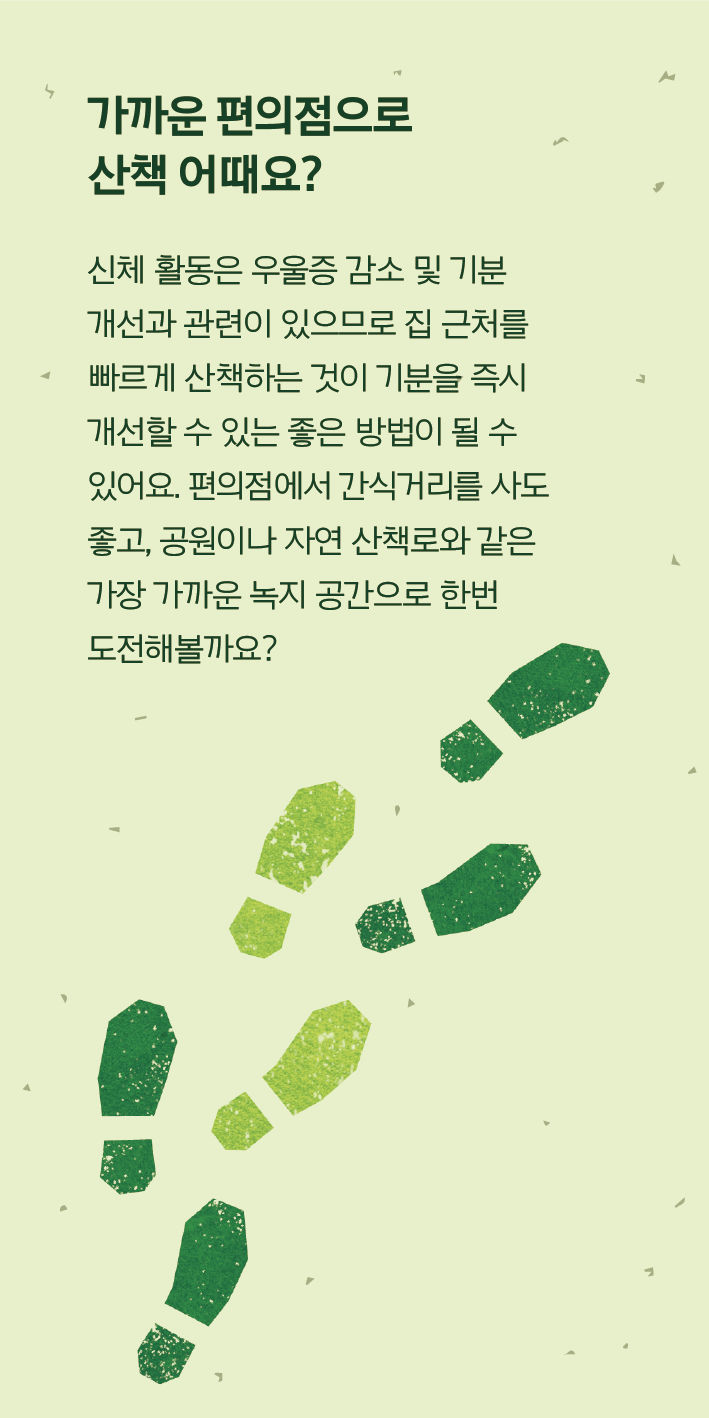 가까운 편의점으로
산책 어때요?
신체 활동은 우울증 감소 및 기분
개선과 관련이 있으므로 집 근처를
빠르게 산책하는 것이 기분을 즉시
개선할 수 있는 좋은 방법이 될 수
있어요. 편의점에서 간식거리를 사도
좋고, 공원이나 자연 산책로와 같은
가장 가까운 녹지 공간으로 한번
도전해볼까요?